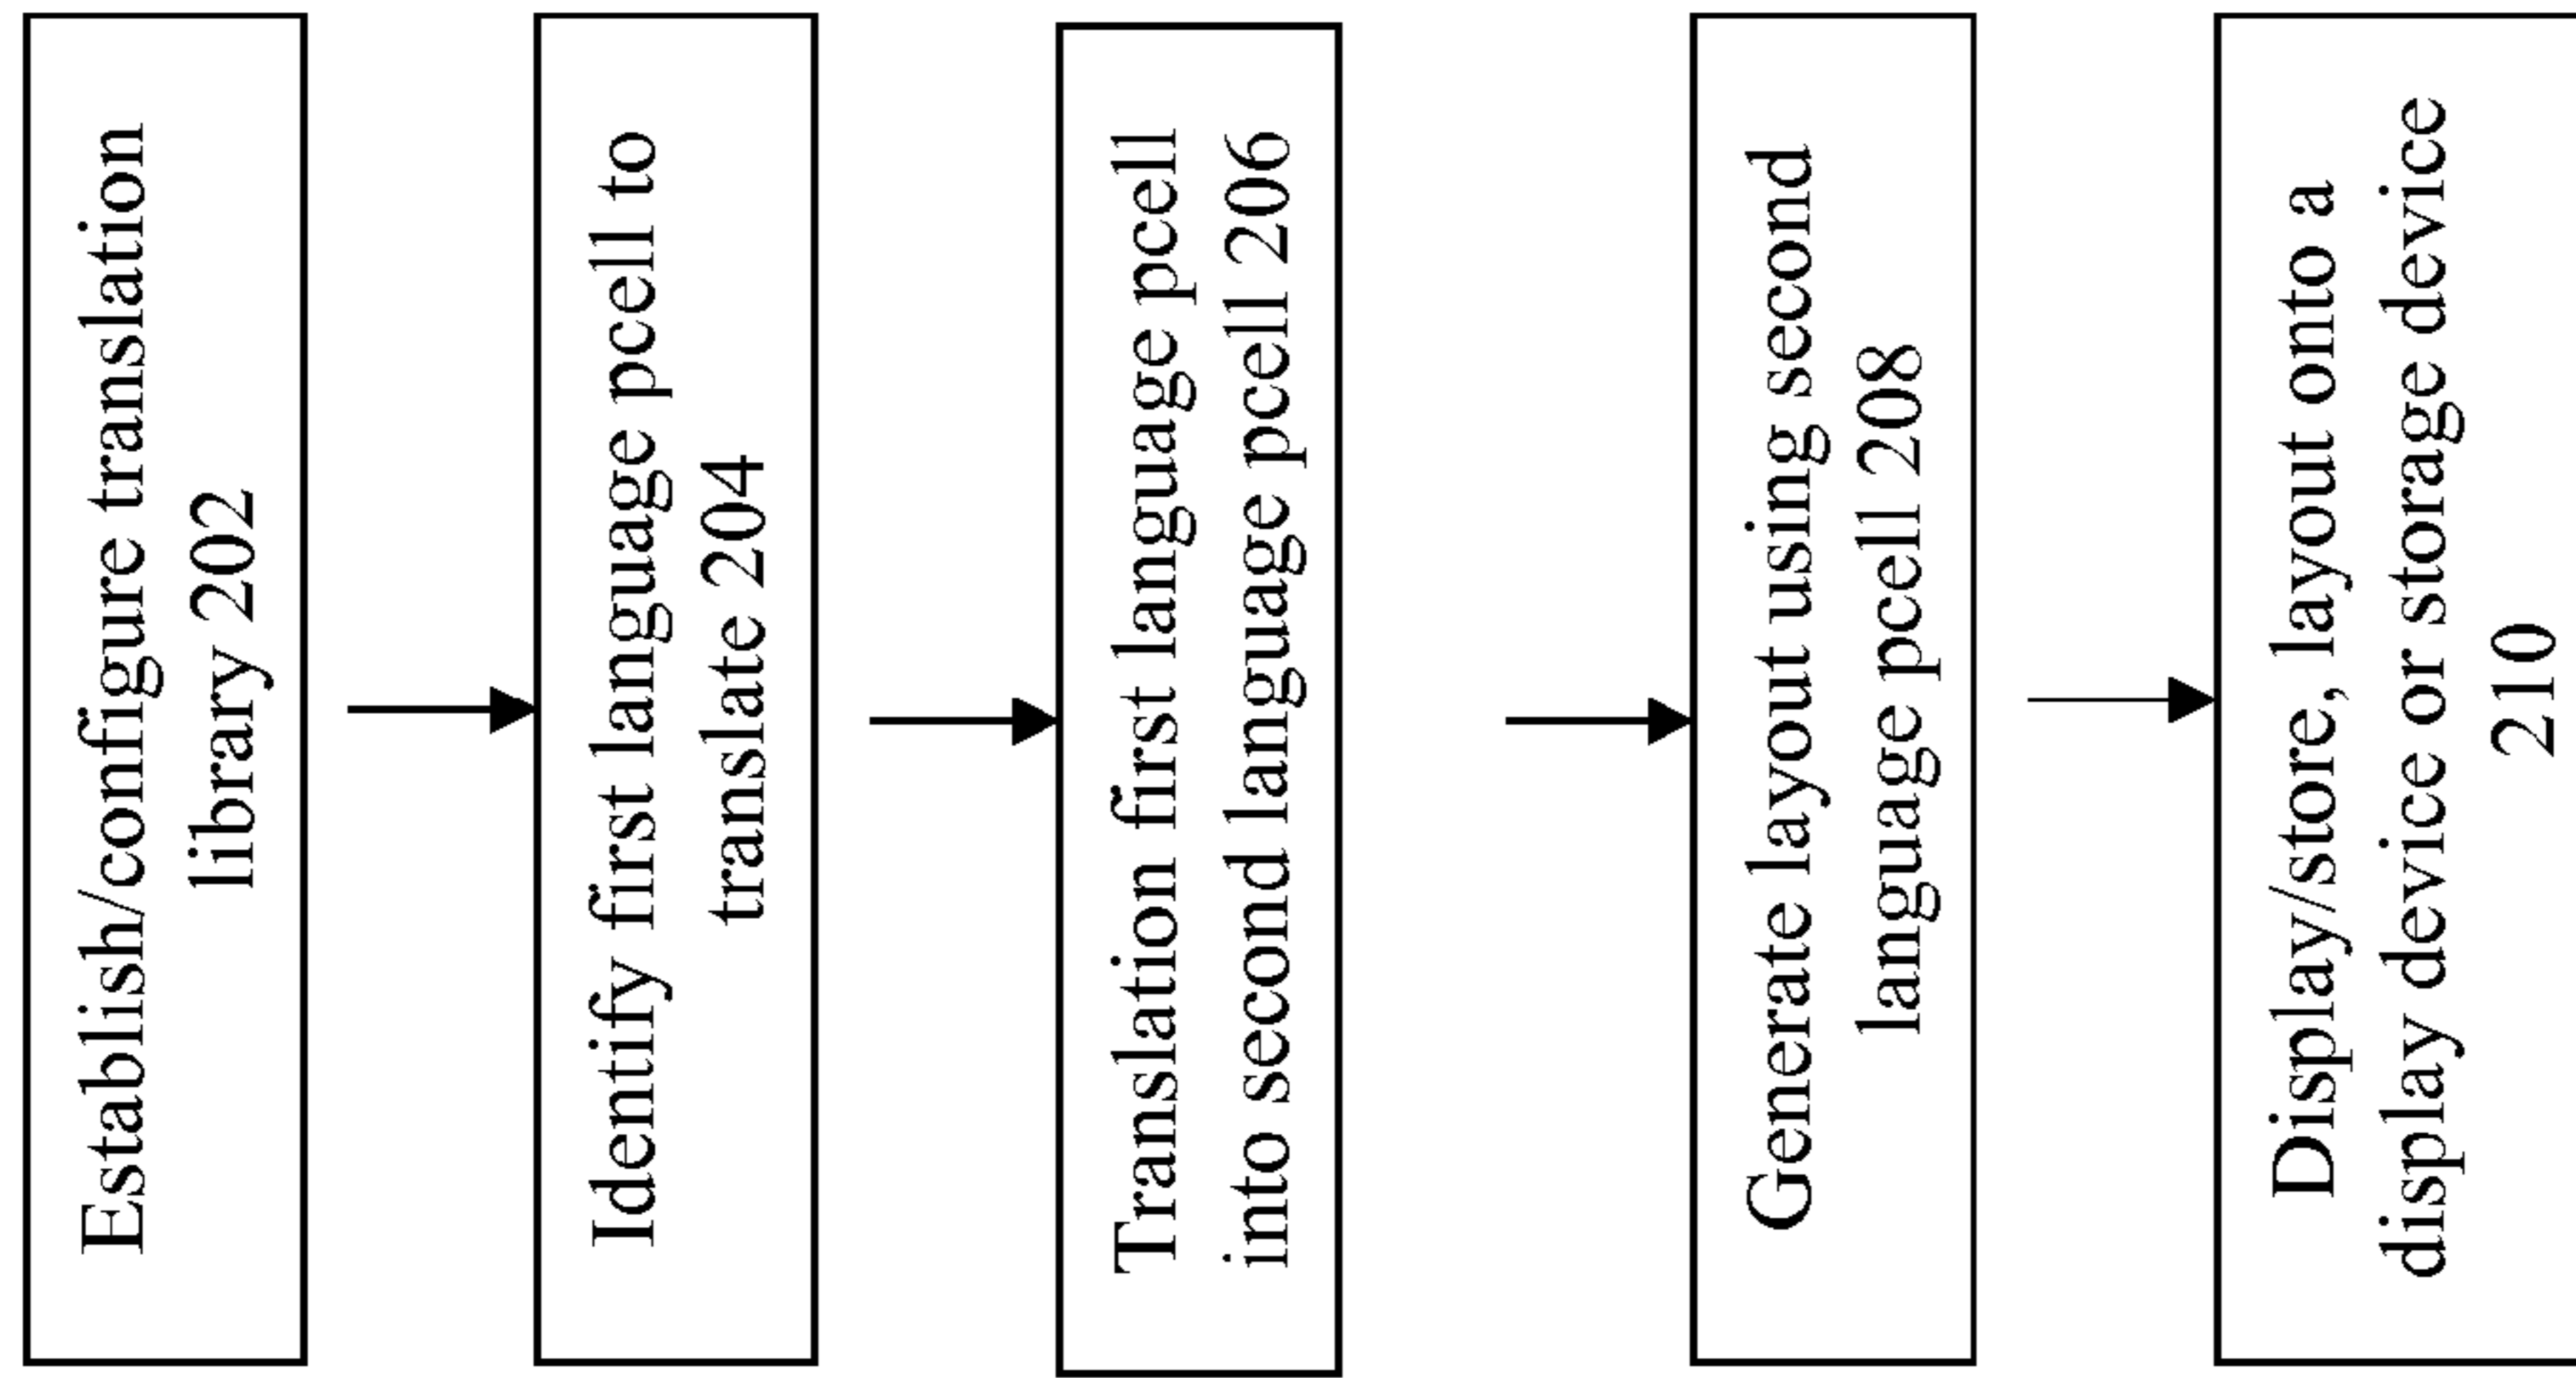 Establish/configure translation
library 202
Identify first language pcell to
translate 204
Translation first language pcell
into second language pcell 206
Generate layout using second
language pcell 208
Display/store, layout onto a
display device or storage device
210